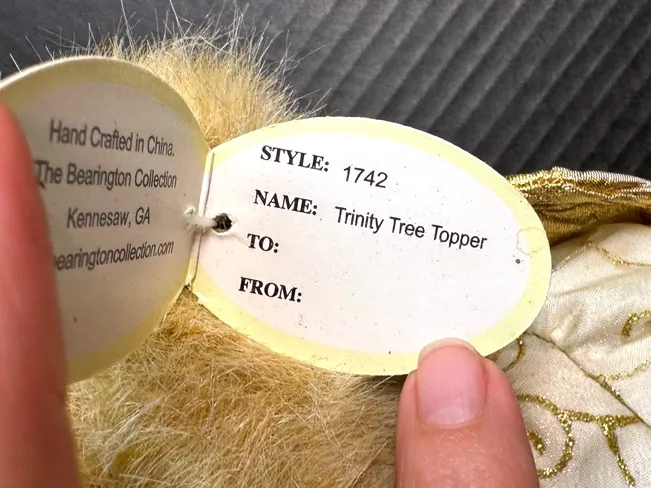 Hand Crafted in China.
The Bearington Collection
Kennesaw, GA
bearingtoncollection.com
STYLE: 1742
NAME: Trinity Tree Topper
TO:
FROM: